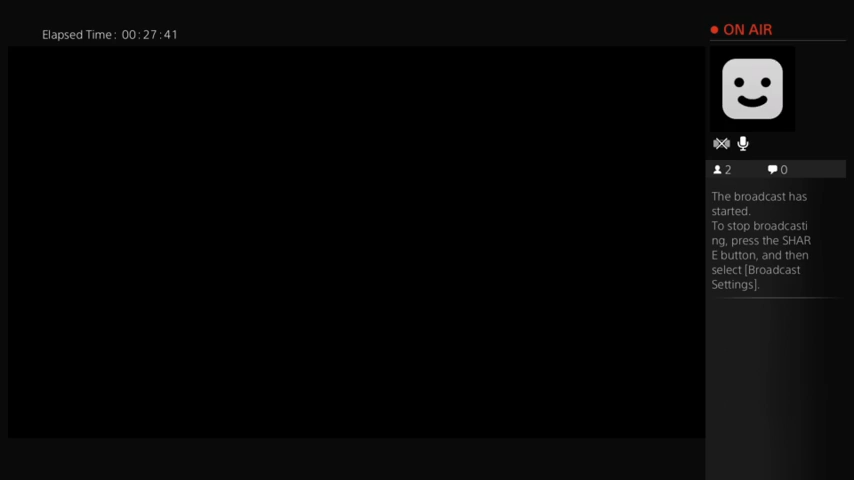 Elapsed Time: 00:27:41
ON AIR
2 0
The broadcast has
started.
To stop broadcasti
ng, press the SHAR
E button, and then
select [Broadcast
Settings].